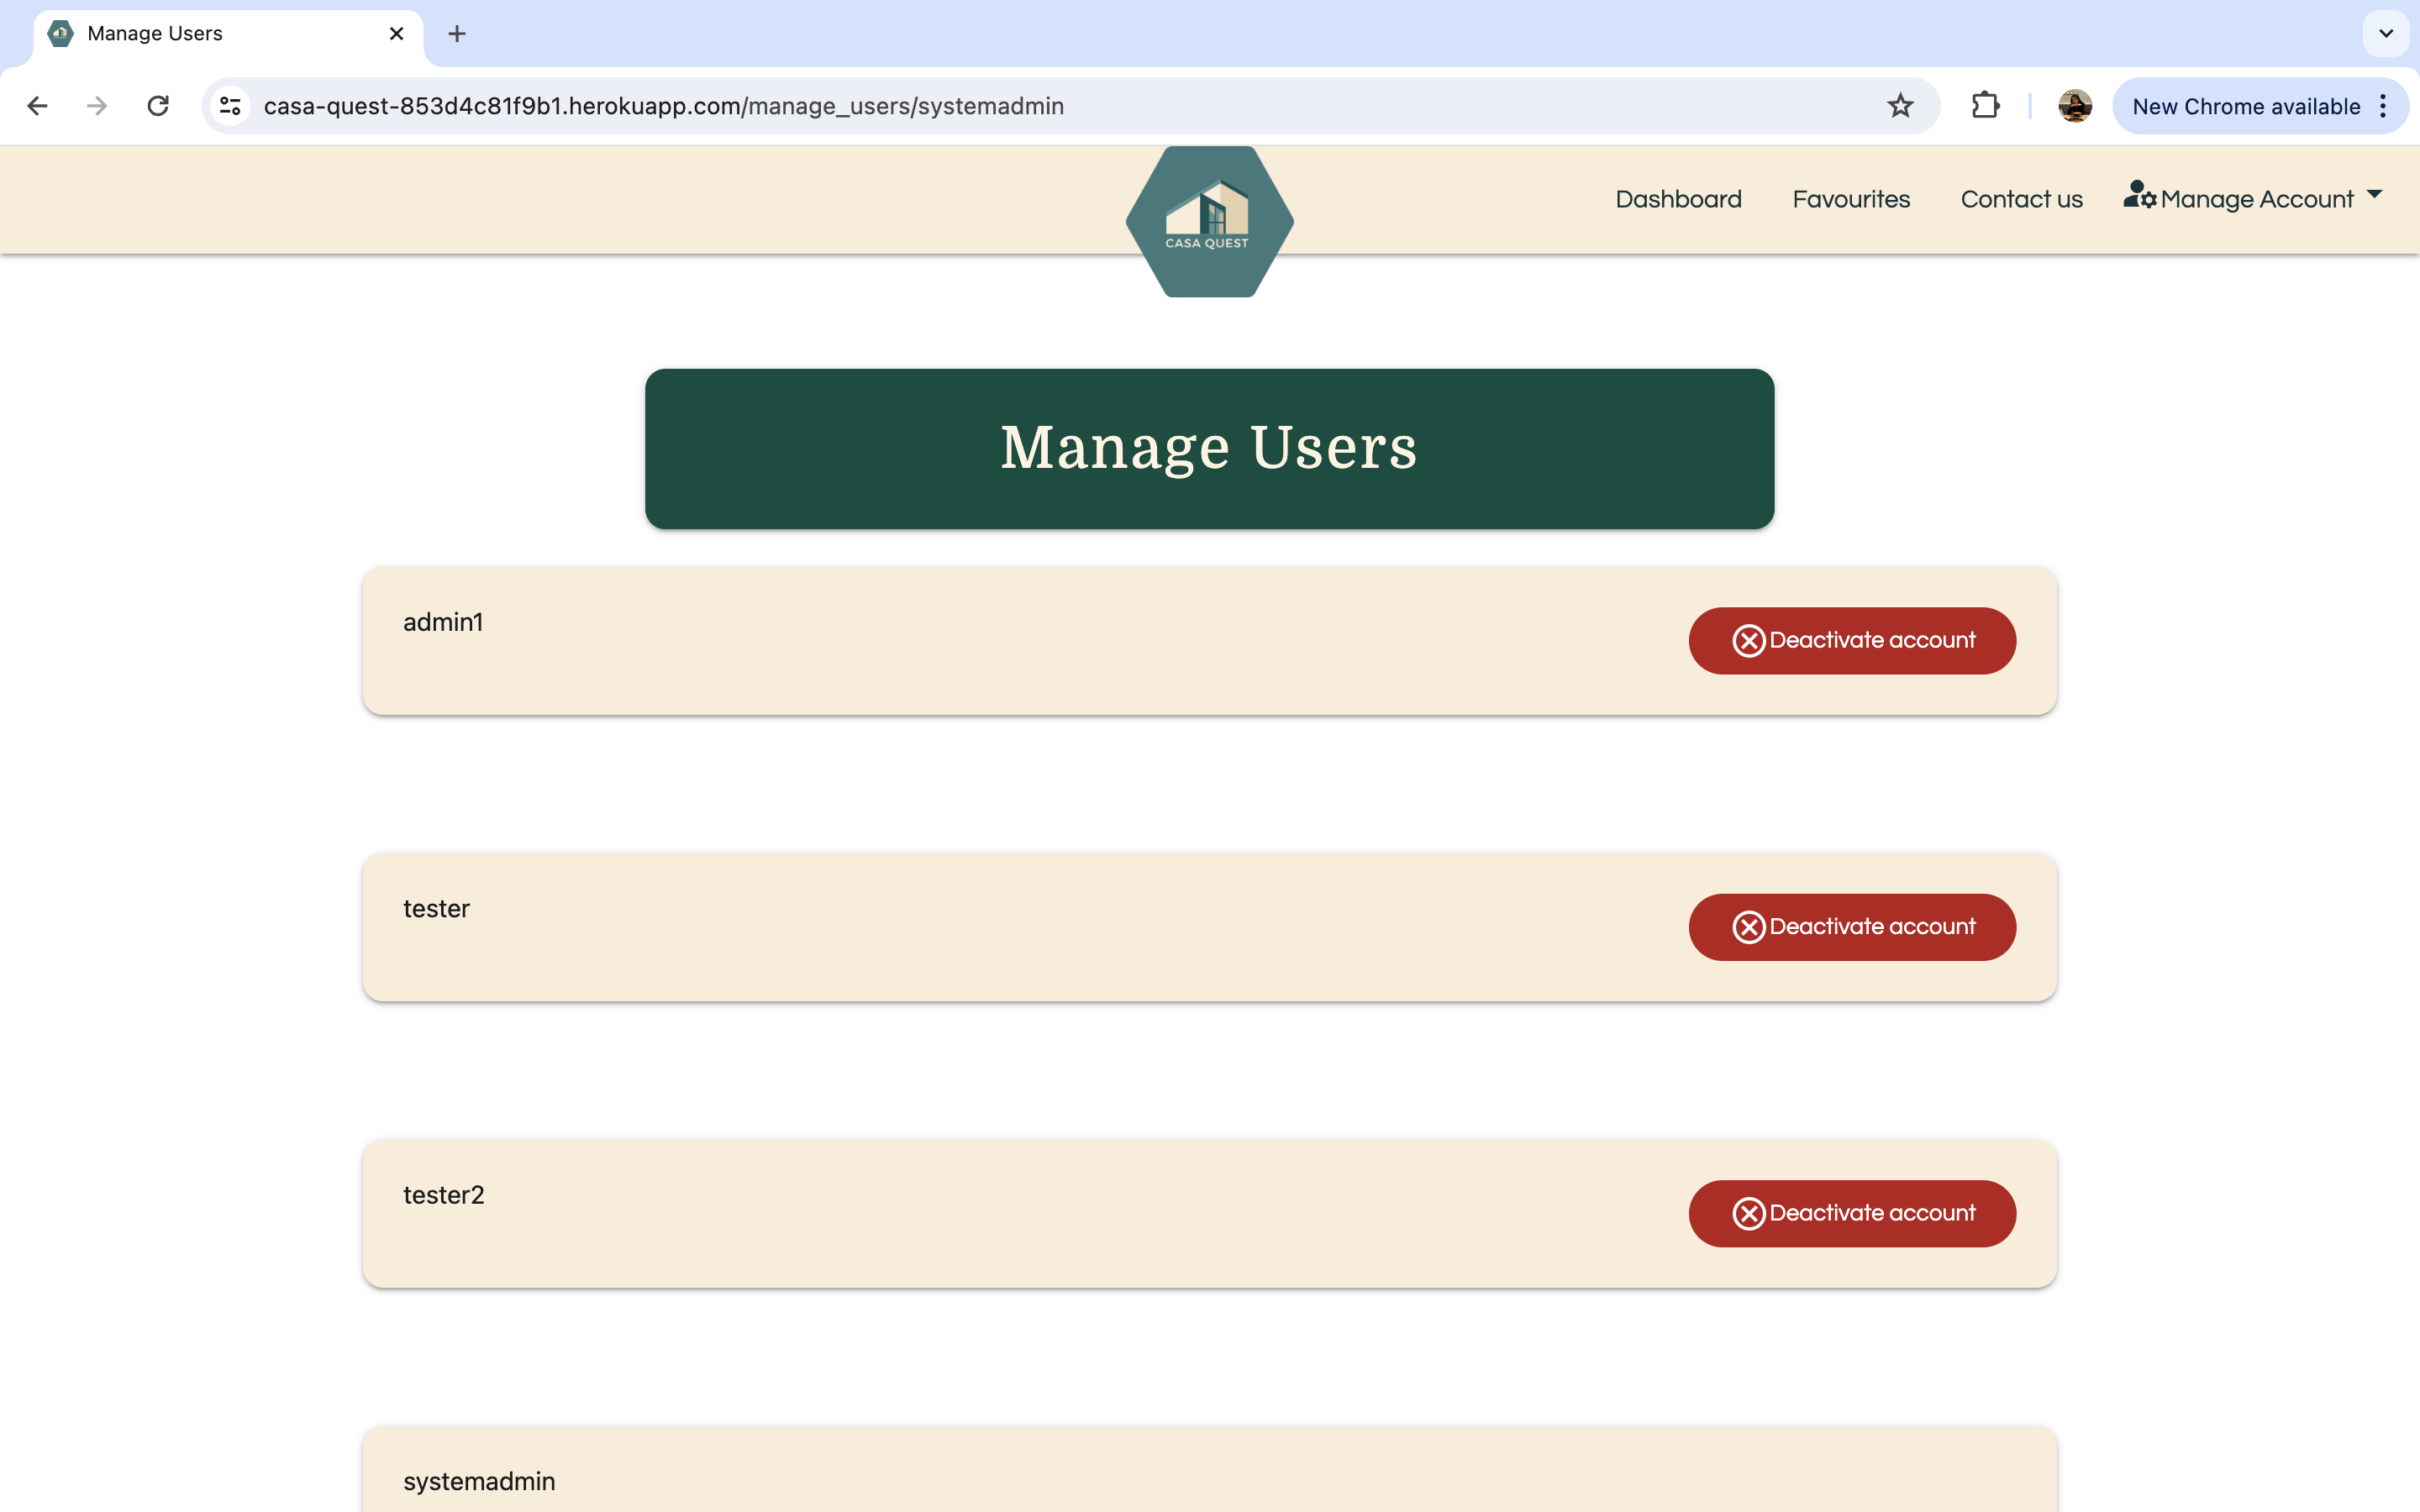 Manage Users
casa-quest-853d4c81f9b1.herokuapp.com/manage_users/systemadmin
New Chrome available
CASA QUEST
Dashboard Favourites Contact us Manage Account
Manage Users
admin1
Deactivate account
tester
Deactivate account
tester2
Deactivate account
systemadmin